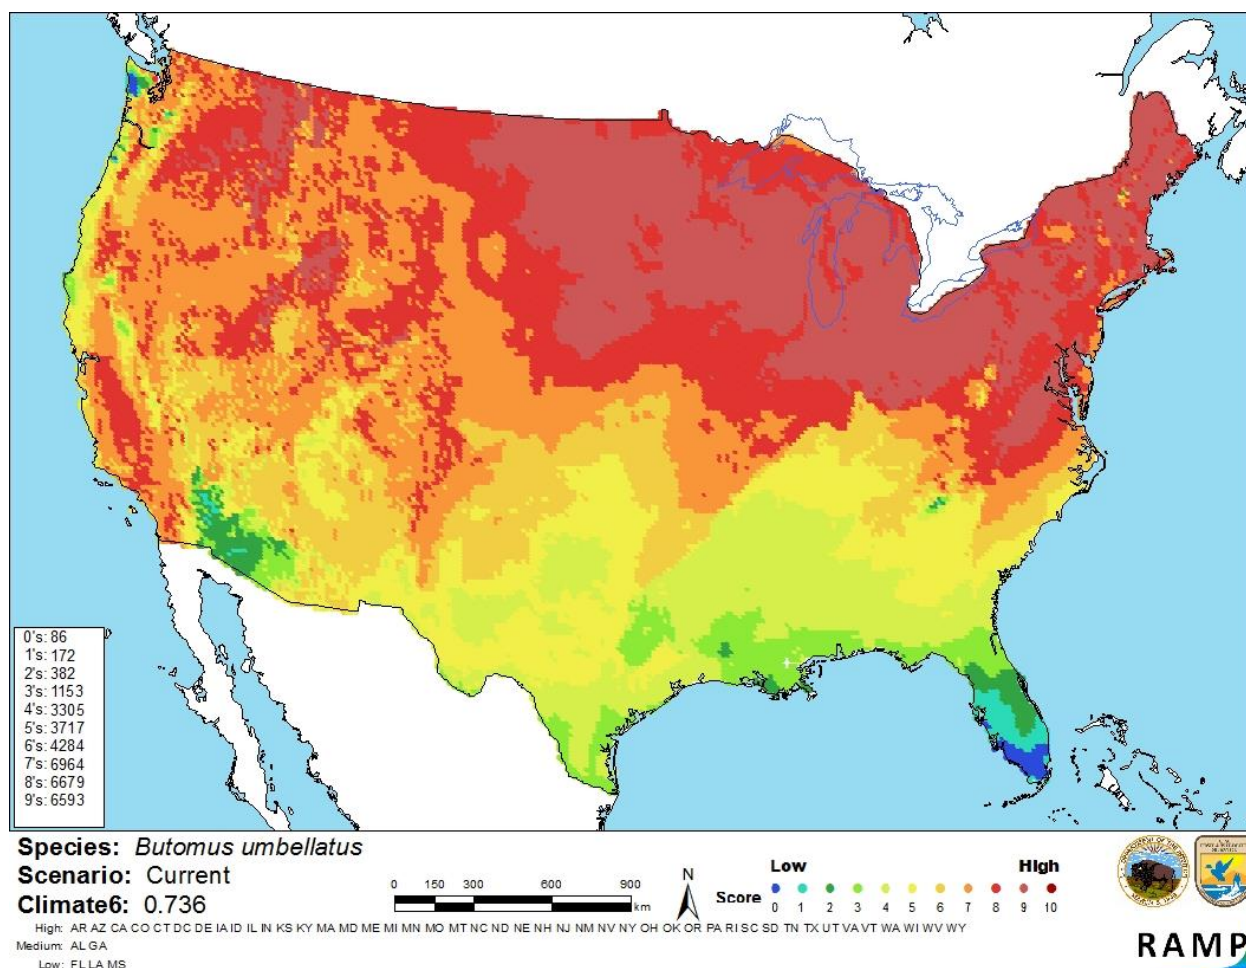 0's: 86
1's: 172
2's: 382
3's: 1153
4's: 3305
5's: 3717
6's: 4284
7's: 6964
8's: 6679
9's: 6593
Species: Butomus umbellatus
Scenario: Current
Climate6: 0.736
0 150 300 600 900
km
N
Low High
Score 0 1 2 3 4 5 6 7 8 9 10
High: AR AZ CA CO CT DC DE IA ID IL IN KS KY MA MD ME MI MN MO MT NC ND NE NH NJ NM NV NY OH OK OR PA RI SC SD TN TX UT VA VT WA WI WV WY
Medium: AL GA
Low: FL LA MS
RAMP